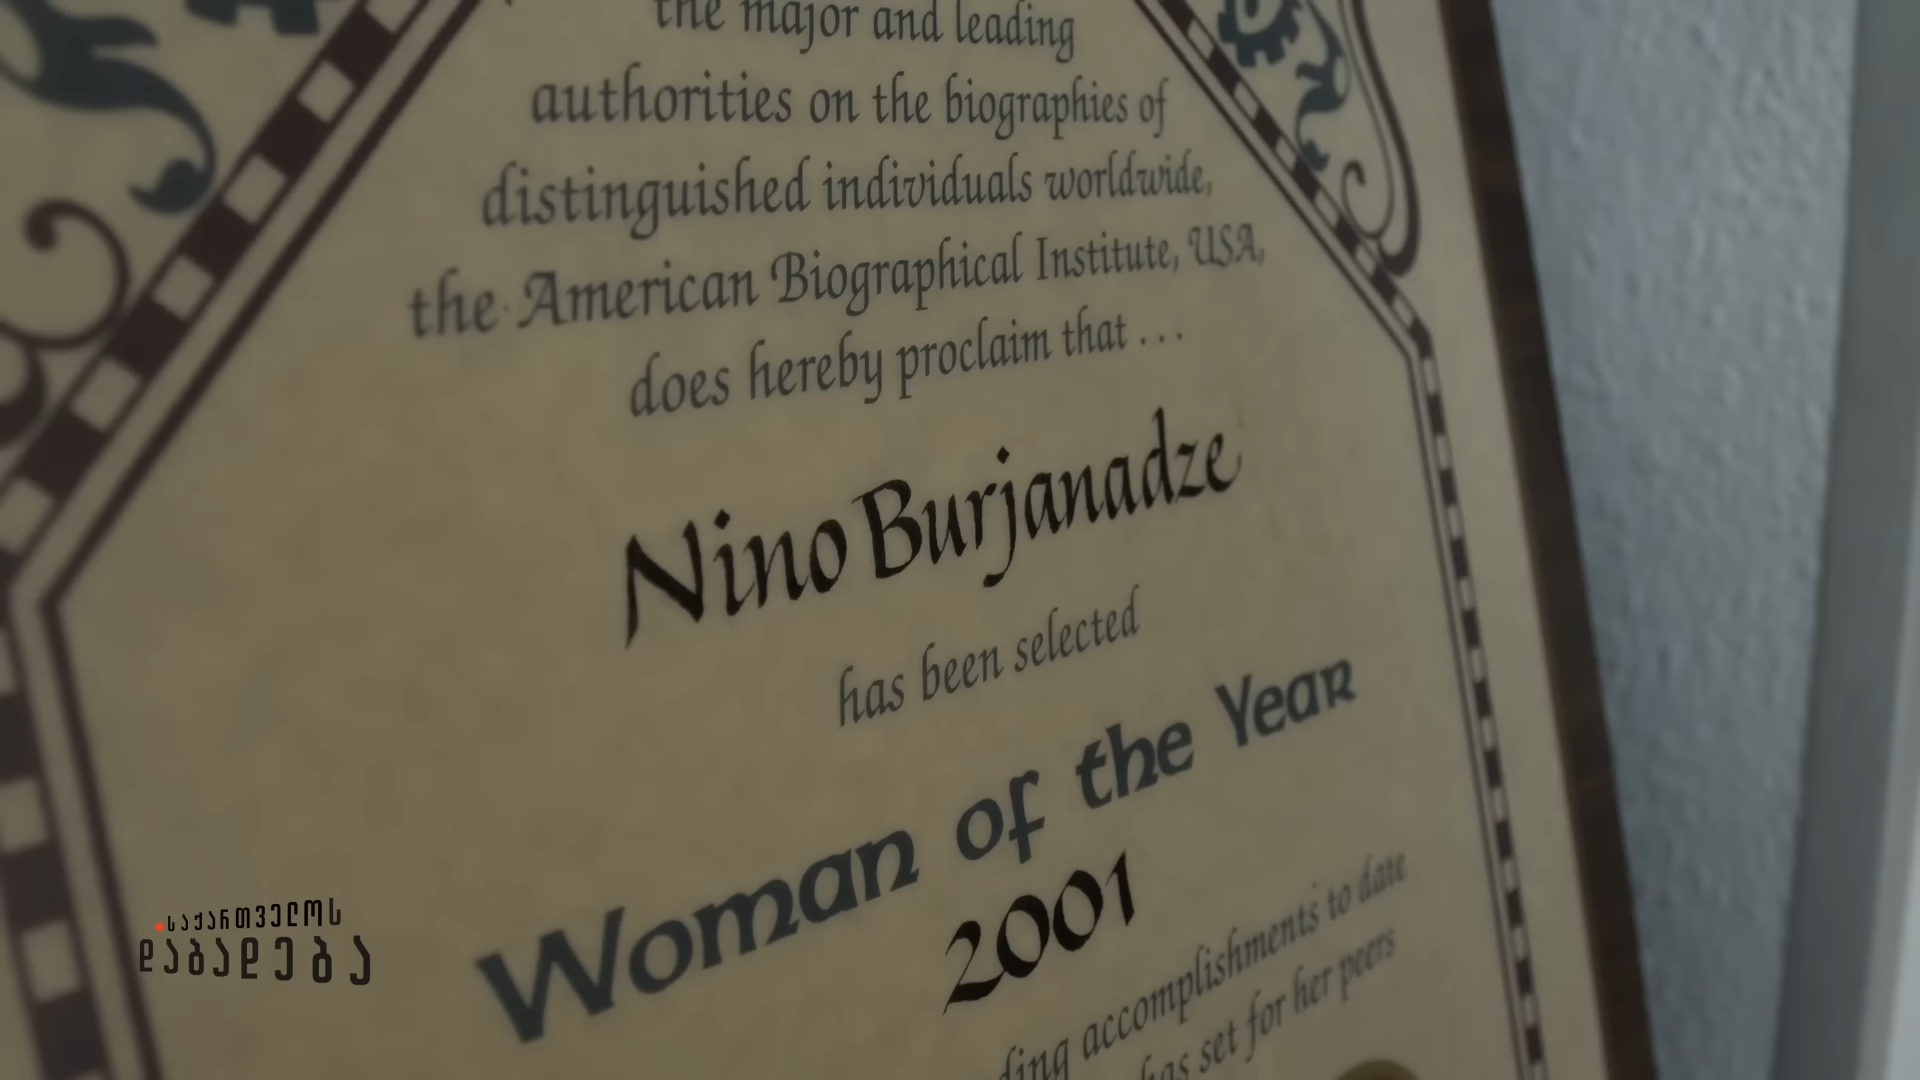 the major and leading
authorities on the biographies of
distinguished individuals worldwide,
the American Biographical Institute, USA,
does hereby proclaim that . . .
Nino Burjanadze
has been selected
Woman of the Year
2001
accomplishments to date
has set for her peers
საქართველოს
დაბადება